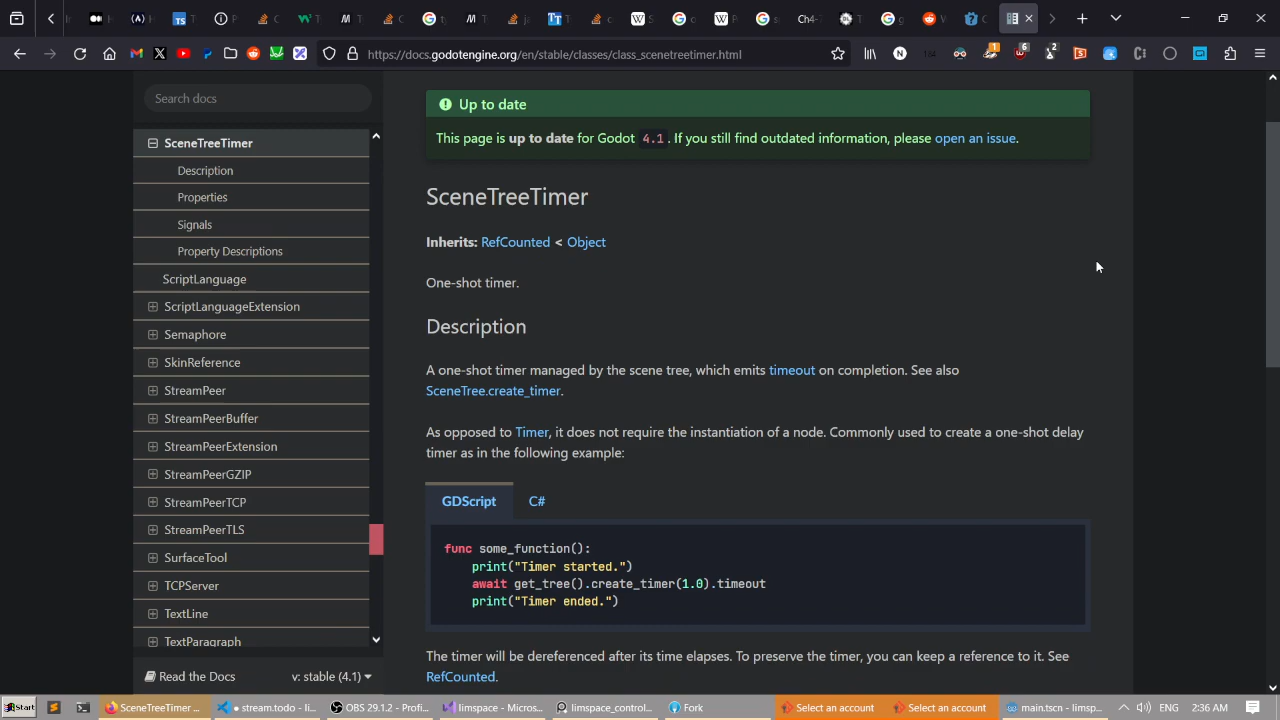 https://docs.godotengine.org/en/stable/classes/class_scenetreetimer.html
Search docs
SceneTreeTimer
Description
Properties
Signals
Property Descriptions
ScriptLanguage
ScriptLanguageExtension
Semaphore
SkinReference
StreamPeer
StreamPeerBuffer
StreamPeerExtension
StreamPeerGZIP
StreamPeerTCP
StreamPeerTLS
SurfaceTool
TCPServer
TextLine
TextParagraph
Read the Docs
v: stable (4.1)
Up to date
This page is up to date for Godot 4.1. If you still find outdated information, please open an issue.
SceneTreeTimer
Inherits: RefCounted < Object
One-shot timer.
Description
A one-shot timer managed by the scene tree, which emits timeout on completion. See also
SceneTree.create_timer.
As opposed to Timer, it does not require the instantiation of a node. Commonly used to create a one-shot delay
timer as in the following example:
GDScript C#
func some_function():
print("Timer started.")
await get_tree().create_timer(1.0).timeout
print("Timer ended.")
The timer will be dereferenced after its time elapses. To preserve the timer, you can keep a reference to it. See
RefCounted.
Start
SceneTreeTimer ...
stream.todo - li...
OBS 29.1.2 - Profi...
limspace - Micros...
limspace_control...
Fork
Select an account
Select an account
main.tscn - limsp...
ENG
2:36 AM